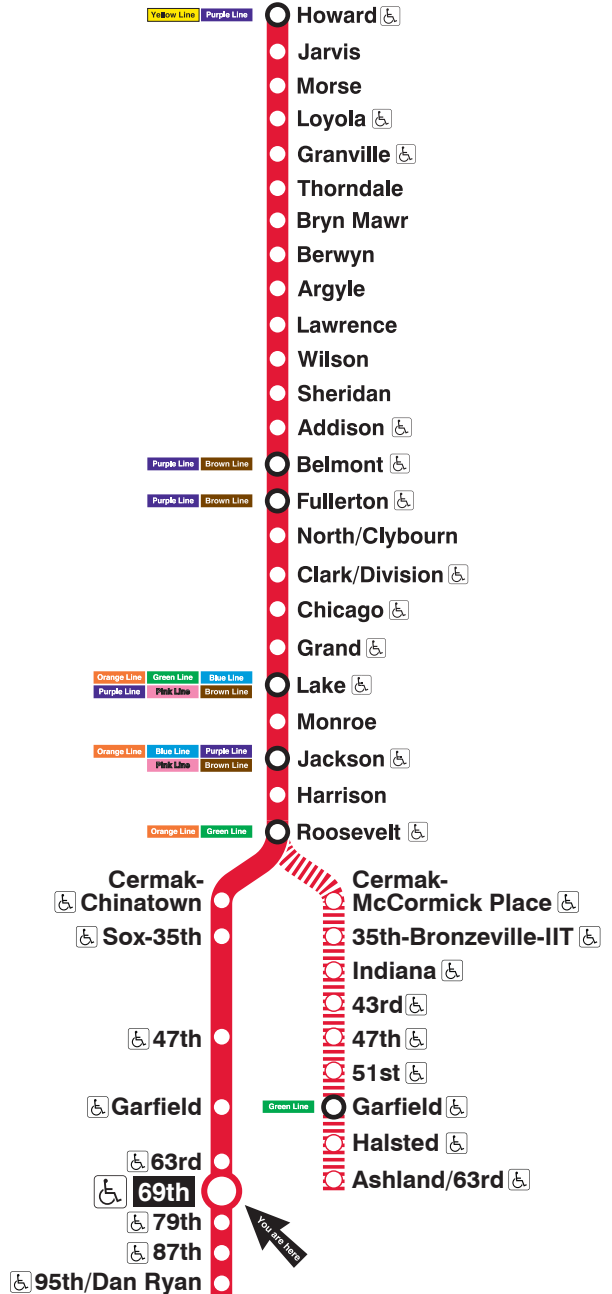 Yellow Line Purple Line Howard
Jarvis
Morse
Loyola
Granville
Thorndale
Bryn Mawr
Berwyn
Argyle
Lawrence
Wilson
Sheridan
Addison
Purple Line Brown Line Belmont
Purple Line Brown Line Fullerton
North/Clybourn
Clark/Division
Chicago
Grand
Orange Line Green Line Blue Line
Purple Line Pink Line Brown Line
Lake
Monroe
Orange Line Blue Line Purple Line
Pink Line Brown Line
Jackson
Harrison
Orange Line Green Line Roosevelt
Cermak-
Chinatown
Sox-35th
47th
Garfield
63rd
69th
79th
87th
95th/Dan Ryan
You are here
Cermak-
McCormick Place
35th-Bronzeville-IIT
Indiana
43rd
47th
51st
Green Line Garfield
Halsted
Ashland/63rd